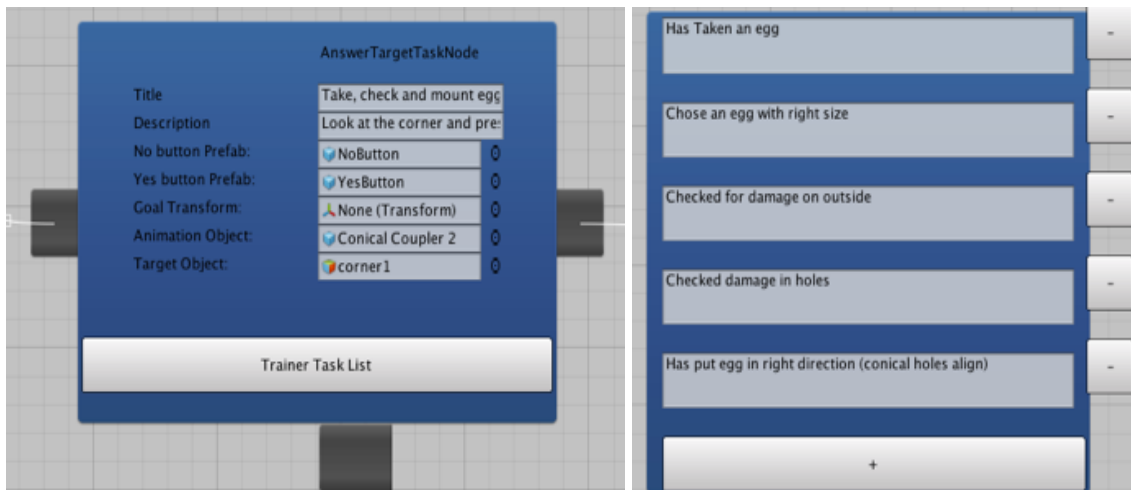 AnswerTargetTaskNode
Title Take, check and mount egg
Description Look at the corner and pre
No button Prefab: NoButton
Yes button Prefab: YesButton
Goal Transform: None (Transform)
Animation Object: Conical Coupler 2
Target Object: corner1
Trainer Task List
Has Taken an egg
-
Chose an egg with right size
-
Checked for damage on outside
-
Checked damage in holes
-
Has put egg in right direction (conical holes align)
-
+